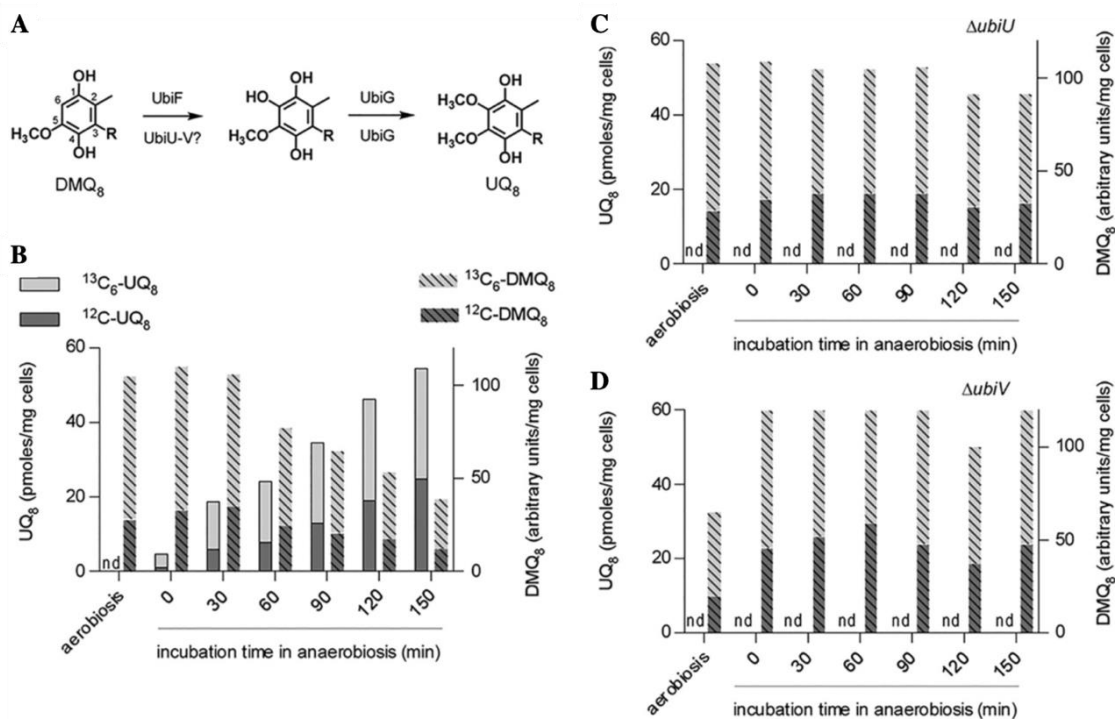 A
OH
1
2
6
5
3
4
H₃CO
R
OH
DMQ₈
UbiF
UbiU-V?
OH
HO
H₃CO
R
OH
UbiG
UbiG
OH
H₃CO
H₃CO
R
OH
UQ₈
B
¹³C₆-UQ₈
¹²C-UQ₈
¹³C₆-DMQ₈
¹²C-DMQ₈
UQ₈ (pmoles/mg cells)
60
40
20
0
nd
DMQ₈ (arbitrary units/mg cells)
100
50
0
aerobiosis 0 30 60 90 120 150
incubation time in anaerobiosis (min)
C
ΔubiU
UQ₈ (pmoles/mg cells)
60
40
20
0
nd nd nd nd nd nd nd
DMQ₈ (arbitrary units/mg cells)
100
50
0
aerobiosis 0 30 60 90 120 150
incubation time in anaerobiosis (min)
D
ΔubiV
UQ₈ (pmoles/mg cells)
60
40
20
0
nd nd nd nd nd nd nd
DMQ₈ (arbitrary units/mg cells)
100
50
0
aerobiosis 0 30 60 90 120 150
incubation time in anaerobiosis (min)